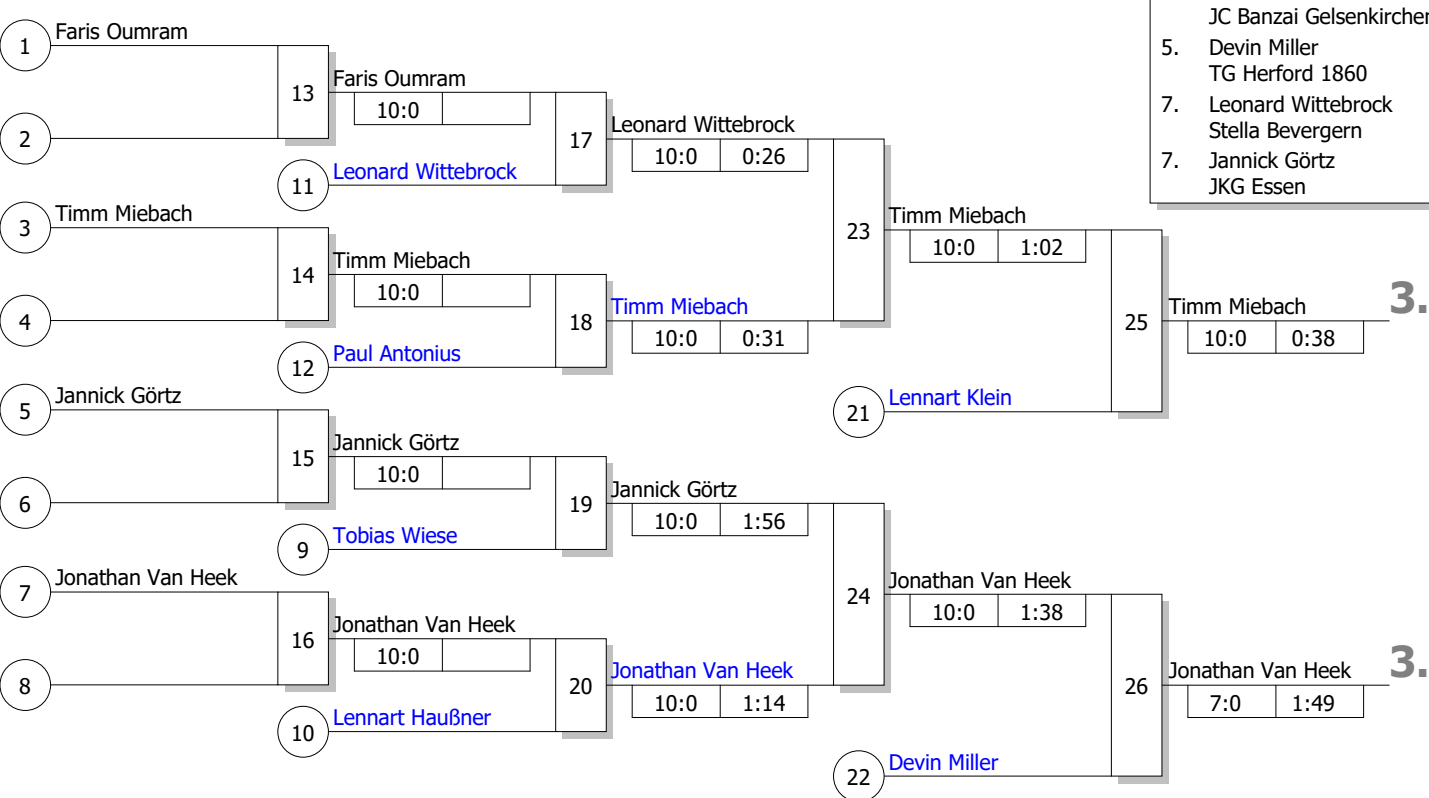 JC Banzai Gelsenkirchen
5. Devin Miller
TG Herford 1860
7. Leonard Wittebrock
Stella Bevergern
7. Jannick Görtz
JKG Essen
1 Faris Oumram
2
13 Faris Oumram
10:0
11 Leonard Wittebrock
17 Leonard Wittebrock
10:0 0:26
3 Timm Miebach
4
14 Timm Miebach
10:0
12 Paul Antonius
18 Timm Miebach
10:0 0:31
23 Timm Miebach
10:0 1:02
21 Lennart Klein
25 Timm Miebach 3.
10:0 0:38
5 Jannick Görtz
6
15 Jannick Görtz
10:0
9 Tobias Wiese
19 Jannick Görtz
10:0 1:56
7 Jonathan Van Heek
8
16 Jonathan Van Heek
10:0
10 Lennart Haußner
20 Jonathan Van Heek
10:0 1:14
24 Jonathan Van Heek
10:0 1:38
22 Devin Miller
26 Jonathan Van Heek 3.
7:0 1:49